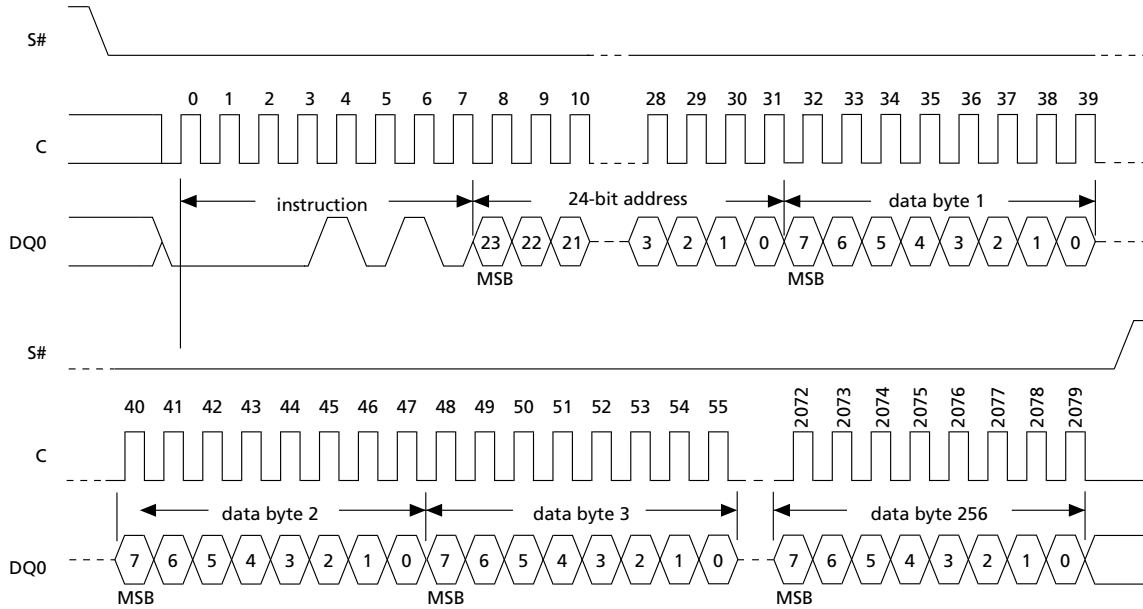 S#
0 1 2 3 4 5 6 7 8 9 10 28 29 30 31 32 33 34 35 36 37 38 39
C
instruction 24-bit address data byte 1
DQ0 23 22 21 3 2 1 0 7 6 5 4 3 2 1 0
MSB MSB
S#
40 41 42 43 44 45 46 47 48 49 50 51 52 53 54 55 2072 2073 2074 2075 2076 2077 2078 2079
C
data byte 2 data byte 3 data byte 256
DQ0 7 6 5 4 3 2 1 0 7 6 5 4 3 2 1 0 7 6 5 4 3 2 1 0
MSB MSB MSB